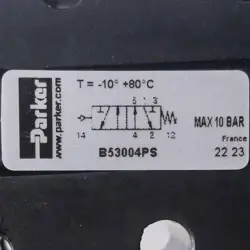 Parker
www.parker.com
T = -10° +80°C
5 1 3
14 4 2 12
MAX 10 BAR
France
B53004PS
22 23